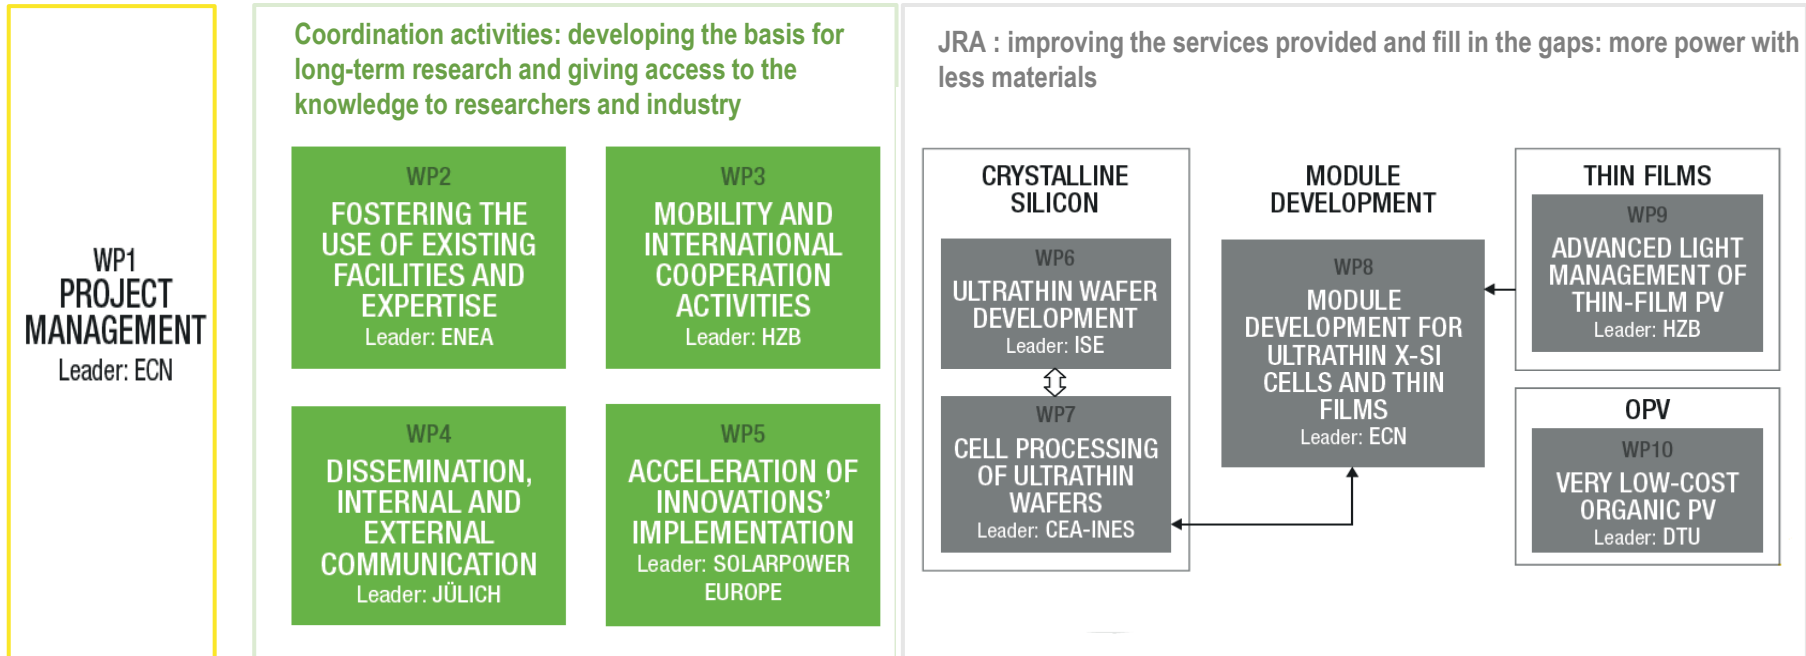 WP1
PROJECT
MANAGEMENT
Leader: ECN
Coordination activities: developing the basis for
long-term research and giving access to the
knowledge to researchers and industry
WP2
FOSTERING THE
USE OF EXISTING
FACILITIES AND
EXPERTISE
Leader: ENEA
WP3
MOBILITY AND
INTERNATIONAL
COOPERATION
ACTIVITIES
Leader: HZB
WP4
DISSEMINATION,
INTERNAL AND
EXTERNAL
COMMUNICATION
Leader: JÜLICH
WP5
ACCELERATION OF
INNOVATIONS’
IMPLEMENTATION
Leader: SOLARPOWER
EUROPE
JRA : improving the services provided and fill in the gaps: more power with
less materials
CRYSTALLINE
SILICON
WP6
ULTRATHIN WAFER
DEVELOPMENT
Leader: ISE
WP7
CELL PROCESSING
OF ULTRATHIN
WAFERS
Leader: CEA-INES
MODULE
DEVELOPMENT
WP8
MODULE
DEVELOPMENT FOR
ULTRATHIN X-SI
CELLS AND THIN
FILMS
Leader: ECN
THIN FILMS
WP9
ADVANCED LIGHT
MANAGEMENT OF
THIN-FILM PV
Leader: HZB
OPV
WP10
VERY LOW-COST
ORGANIC PV
Leader: DTU